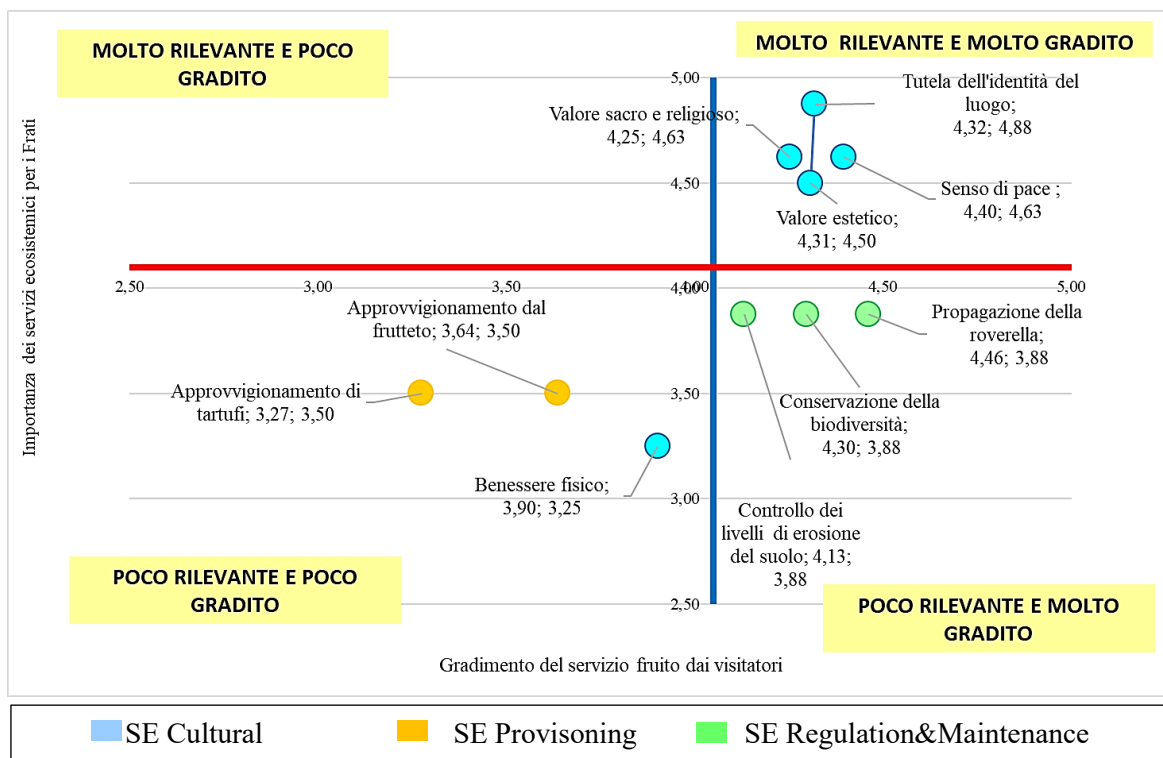 MOLTO RILEVANTE E POCO
GRADITO
MOLTO RILEVANTE E MOLTO GRADITO
5,00
Tutela dell'identità del
luogo;
4,32; 4,88
Valore sacro e religioso;
4,25; 4,63
4,50
Senso di pace ;
4,40; 4,63
Valore estetico;
4,31; 4,50
Importanza dei servizi ecosistemici per i Frati
2,50
3,00
3,50
4,00
4,00
4,50
5,00
Approvvigionamento dal
frutteto; 3,64; 3,50
Propagazione della
roverella;
4,46; 3,88
Approvvigionamento di
tartufi; 3,27; 3,50
3,50
Conservazione della
biodiversità;
4,30; 3,88
Benessere fisico;
3,90; 3,25
3,00
Controllo dei
livelli di erosione
del suolo; 4,13;
3,88
2,50
POCO RILEVANTE E POCO
GRADITO
POCO RILEVANTE E MOLTO
GRADITO
Gradimento del servizio fruito dai visitatori
SE Cultural
SE Provisoning
SE Regulation&Maintenance